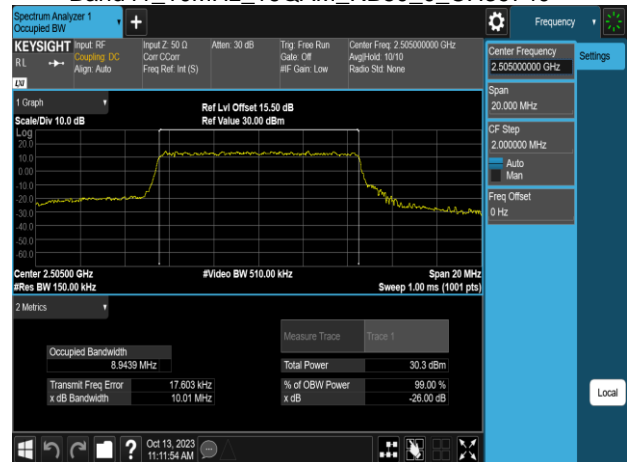 Spectrum Analyzer 1
Occupied BW
Frequency
KEYSIGHT
RL
Input: RF
Coupling: DC
Align: Auto
Input Z: 50 Ω
Corr CCorr
Freq Ref: Int (S)
Atten: 30 dB
Trig: Free Run
Gate: Off
#IF Gain: Low
Center Freq: 2.505000000 GHz
Avg|Hold: 10/10
Radio Std: None
LXI
Center Frequency
2.505000000 GHz
Settings
Span
20.000 MHz
CF Step
2.000000 MHz
Auto
Man
Freq Offset
0 Hz
1 Graph
Scale/Div 10.0 dB
Ref Lvl Offset 15.50 dB
Ref Value 30.00 dBm
Log
20.0
10.0
0.00
-10.0
-20.0
-30.0
-40.0
-50.0
-60.0
Center 2.50500 GHz
#Video BW 510.00 kHz
Span 20 MHz
#Res BW 150.00 kHz
Sweep 1.00 ms (1001 pts)
2 Metrics
Measure Trace
Trace 1
Occupied Bandwidth
8.9439 MHz
Total Power
30.3 dBm
Transmit Freq Error
17.603 kHz
% of OBW Power
99.00 %
x dB Bandwidth
10.01 MHz
x dB
-26.00 dB
Local
Oct 13, 2023
11:11:54 AM